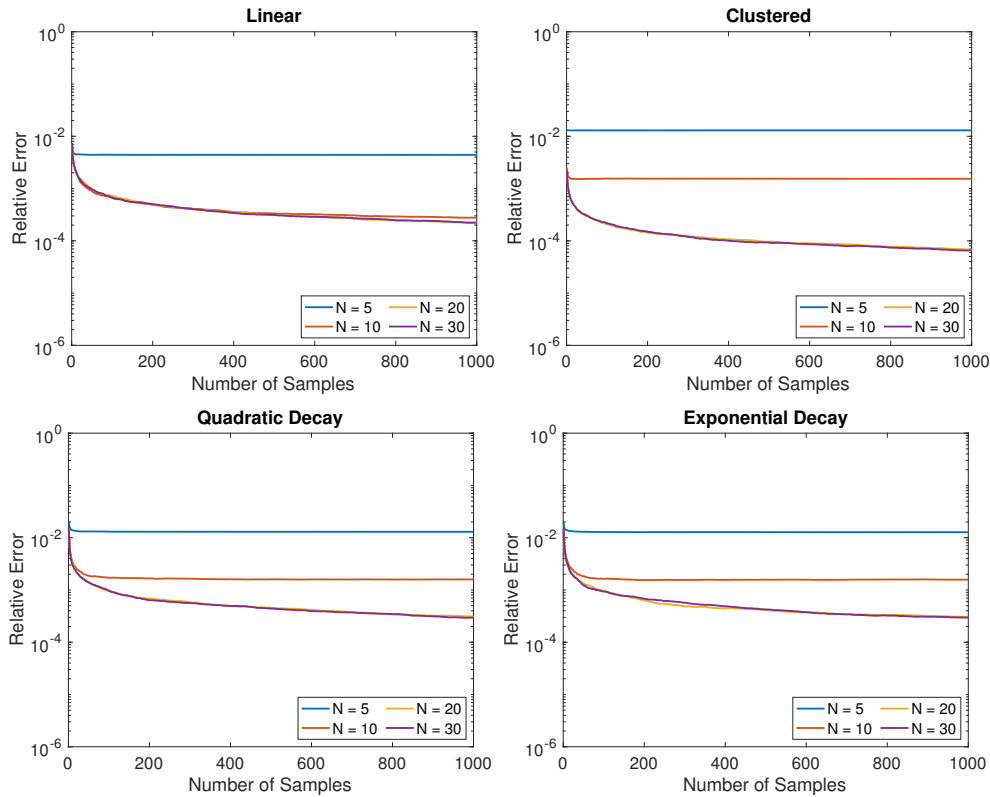 Linear
Relative Error
10^0
10^-2
10^-4
10^-6
0 200 400 600 800 1000
Number of Samples
N = 5 N = 20
N = 10 N = 30
Clustered
Relative Error
10^0
10^-2
10^-4
10^-6
0 200 400 600 800 1000
Number of Samples
N = 5 N = 20
N = 10 N = 30
Quadratic Decay
Relative Error
10^0
10^-2
10^-4
10^-6
0 200 400 600 800 1000
Number of Samples
N = 5 N = 20
N = 10 N = 30
Exponential Decay
Relative Error
10^0
10^-2
10^-4
10^-6
0 200 400 600 800 1000
Number of Samples
N = 5 N = 20
N = 10 N = 30